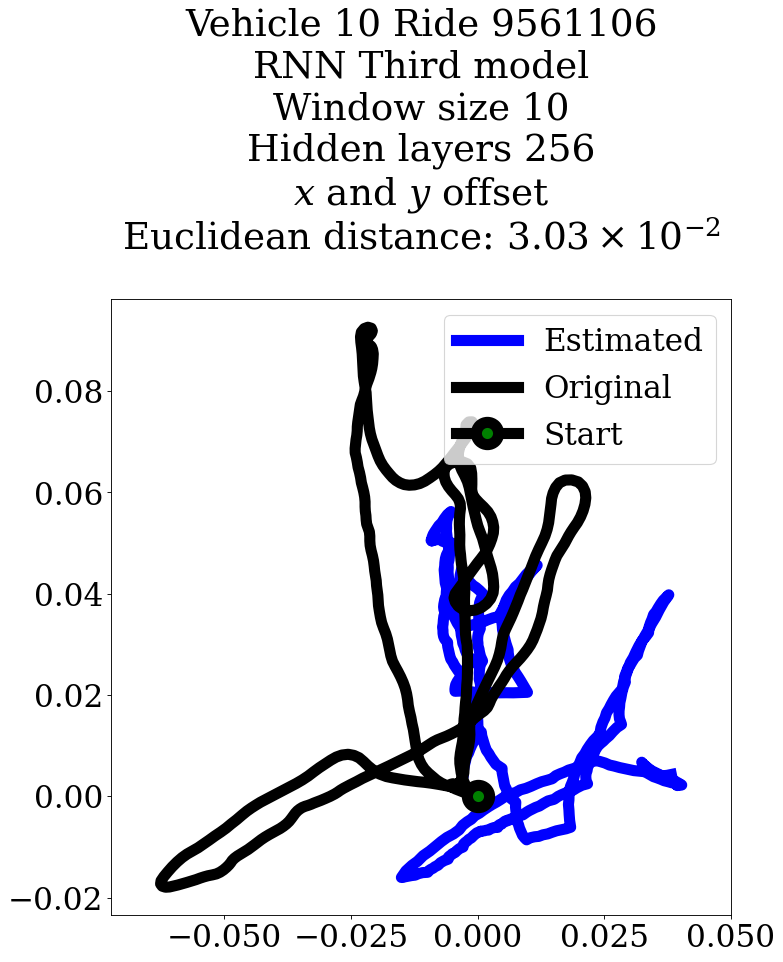 Vehicle 10 Ride 9561106
RNN Third model
Window size 10
Hidden layers 256
x and y offset
Euclidean distance: 3.03 × 10⁻²
Estimated
Original
Start
0.08
0.06
0.04
0.02
0.00
−0.02
−0.050
−0.025
0.000
0.025
0.050